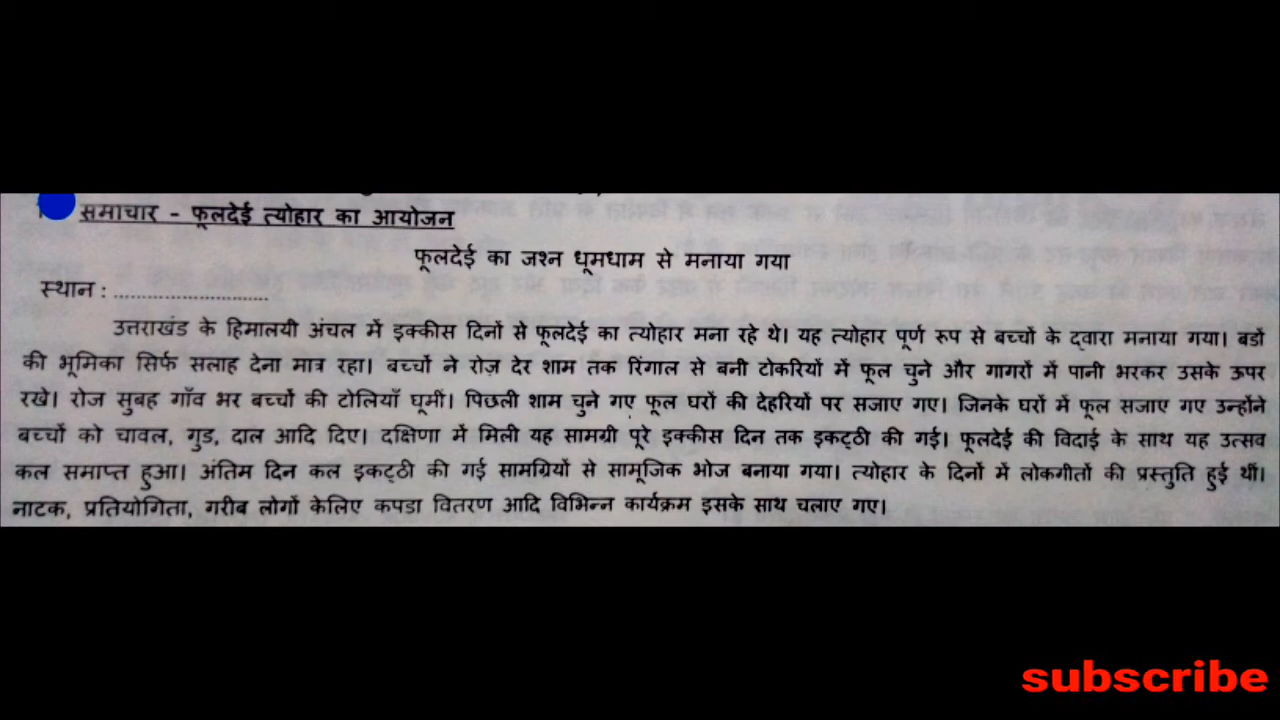 समाचार - फूलदेई त्योहार का आयोजन
फूलदेई का जश्न धूमधाम से मनाया गया
स्थान : ............................
उत्तराखंड के हिमालयी अंचल में इक्कीस दिनों से फूलदेई का त्योहार मना रहे थे। यह त्योहार पूर्ण रूप से बच्चों के द्वारा मनाया गया। बडों
की भूमिका सिर्फ सलाह देना मात्र रहा। बच्चों ने रोज़ देर शाम तक रिंगाल से बनी टोकरियों में फूल चुने और गागरों में पानी भरकर उसके ऊपर
रखे। रोज सुबह गाँव भर बच्चों की टोलियाँ घूमीं। पिछली शाम चुने गए फूल घरों की देहरियों पर सजाए गए। जिनके घरों में फूल सजाए गए उन्होंने
बच्चों को चावल, गुड, दाल आदि दिए। दक्षिणा में मिली यह सामग्री पूरे इक्कीस दिन तक इकट्ठी की गई। फूलदेई की विदाई के साथ यह उत्सव
कल समाप्त हुआ। अंतिम दिन कल इकट्ठी की गई सामग्रियों से सामूजिक भोज बनाया गया। त्योहार के दिनों में लोकगीतों की प्रस्तुति हुई थीं।
नाटक, प्रतियोगिता, गरीब लोगों केलिए कपडा वितरण आदि विभिन्न कार्यक्रम इसके साथ चलाए गए।
subscribe